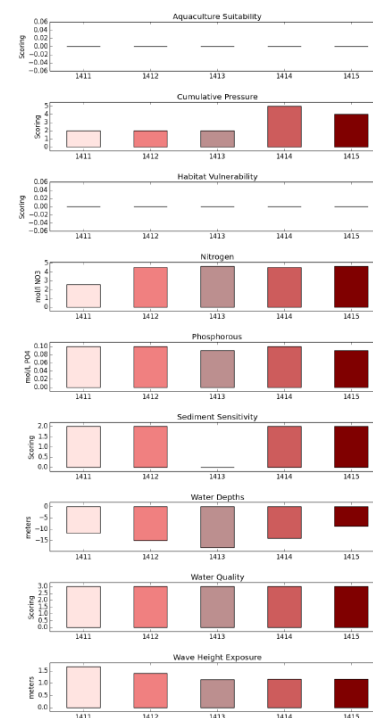 Aquaculture Suitability
Scoring
0.06
0.04
0.02
0.00
−0.02
−0.04
−0.06
1411 1412 1413 1414 1415
Cumulative Pressure
Scoring
5
4
3
2
1
0
1411 1412 1413 1414 1415
Habitat Vulnerability
Scoring
0.06
0.04
0.02
0.00
−0.02
−0.04
−0.06
1411 1412 1413 1414 1415
Nitrogen
mol/l NO3
5
4
3
2
1
0
1411 1412 1413 1414 1415
Phosphorous
mol/L PO4
0.10
0.08
0.06
0.04
0.02
0.00
1411 1412 1413 1414 1415
Sediment Sensitivity
Scoring
2.0
1.5
1.0
0.5
0.0
1411 1412 1413 1414 1415
Water Depths
meters
0
−5
−10
−15
1411 1412 1413 1414 1415
Water Quality
Scoring
3.0
2.5
2.0
1.5
1.0
0.5
0.0
1411 1412 1413 1414 1415
Wave Height Exposure
meters
1.5
1.0
0.5
0.0
1411 1412 1413 1414 1415